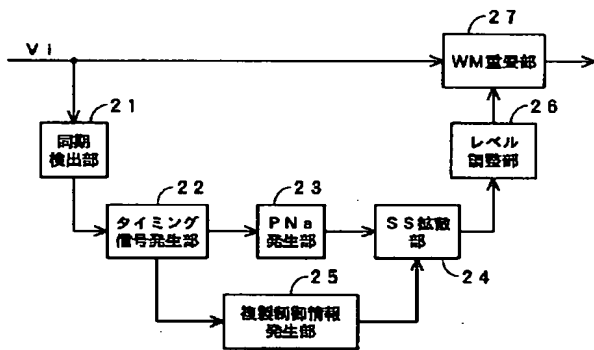 Vi
27
WM重畳部
21
同期
検出部
26
レベル
調整部
22
タイミング
信号発生部
23
PNa
発生部
SS拡散
部
24
25
複製制御情報
発生部